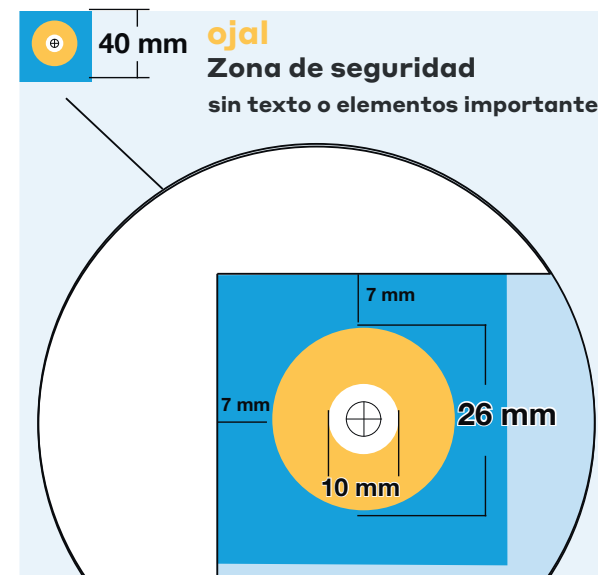 40 mm
ojal
Zona de seguridad
sin texto o elementos importante
7 mm
7 mm
26 mm
10 mm